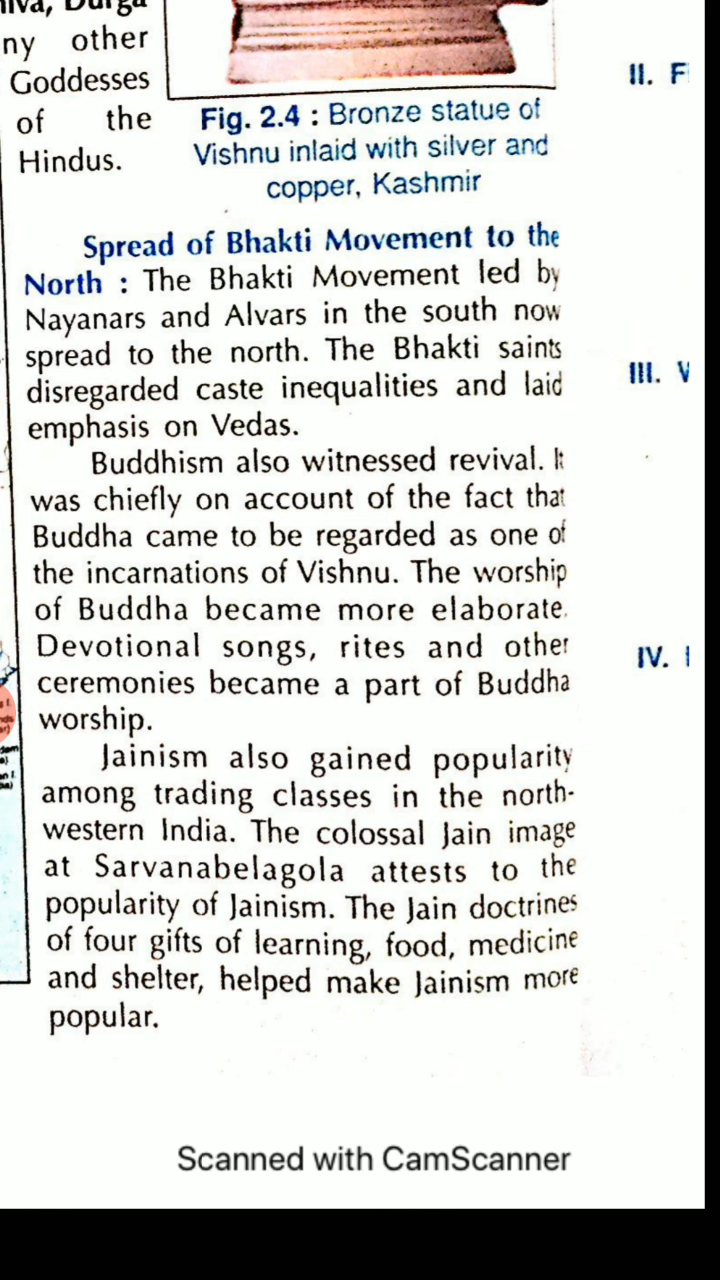 ny other
Goddesses
of the
Hindus.
Fig. 2.4 : Bronze statue of
Vishnu inlaid with silver and
copper, Kashmir
Spread of Bhakti Movement to the
North : The Bhakti Movement led by
Nayanars and Alvars in the south now
spread to the north. The Bhakti saints
disregarded caste inequalities and laid
emphasis on Vedas.
Buddhism also witnessed revival. It
was chiefly on account of the fact that
Buddha came to be regarded as one of
the incarnations of Vishnu. The worship
of Buddha became more elaborate.
Devotional songs, rites and other
ceremonies became a part of Buddha
worship.
Jainism also gained popularity
among trading classes in the north-
western India. The colossal Jain image
at Sarvanabelagola attests to the
popularity of Jainism. The Jain doctrines
of four gifts of learning, food, medicine
and shelter, helped make Jainism more
popular.
II. F
III.
IV.
Scanned with CamScanner